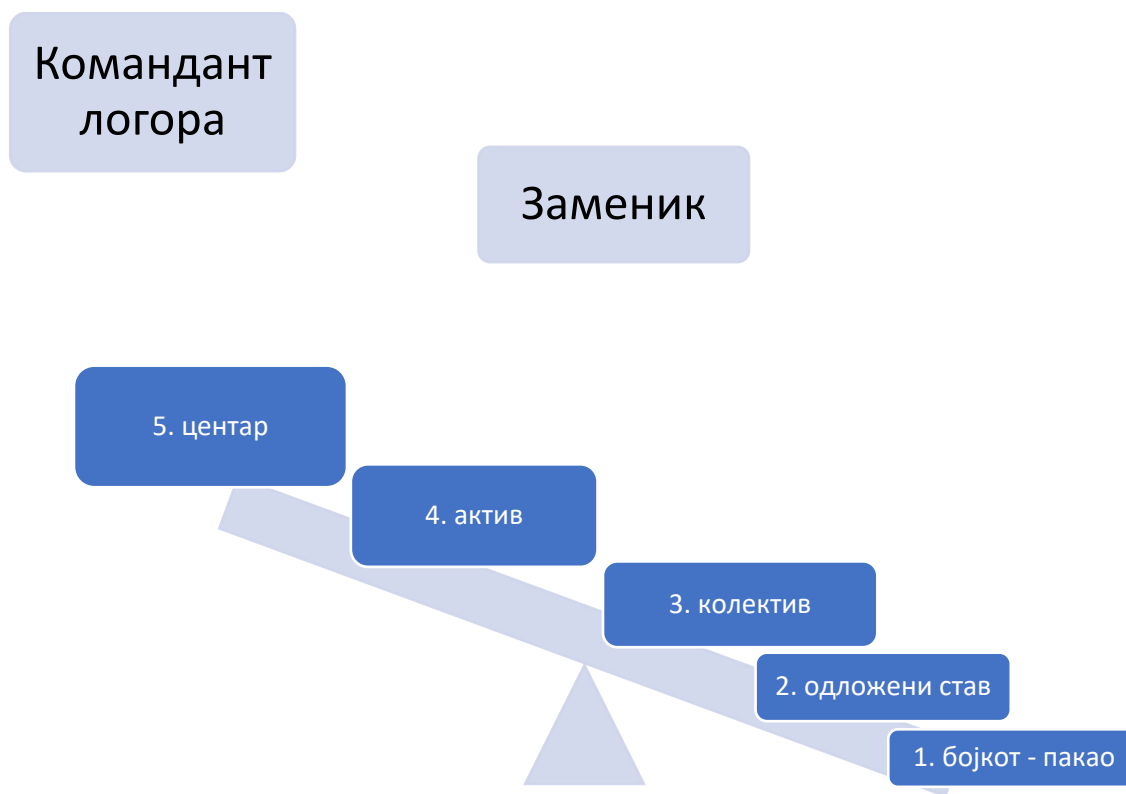 Командант
логора
Заменик
5. центар
4. актив
3. колектив
2. одложени став
1. бојкот - пакао